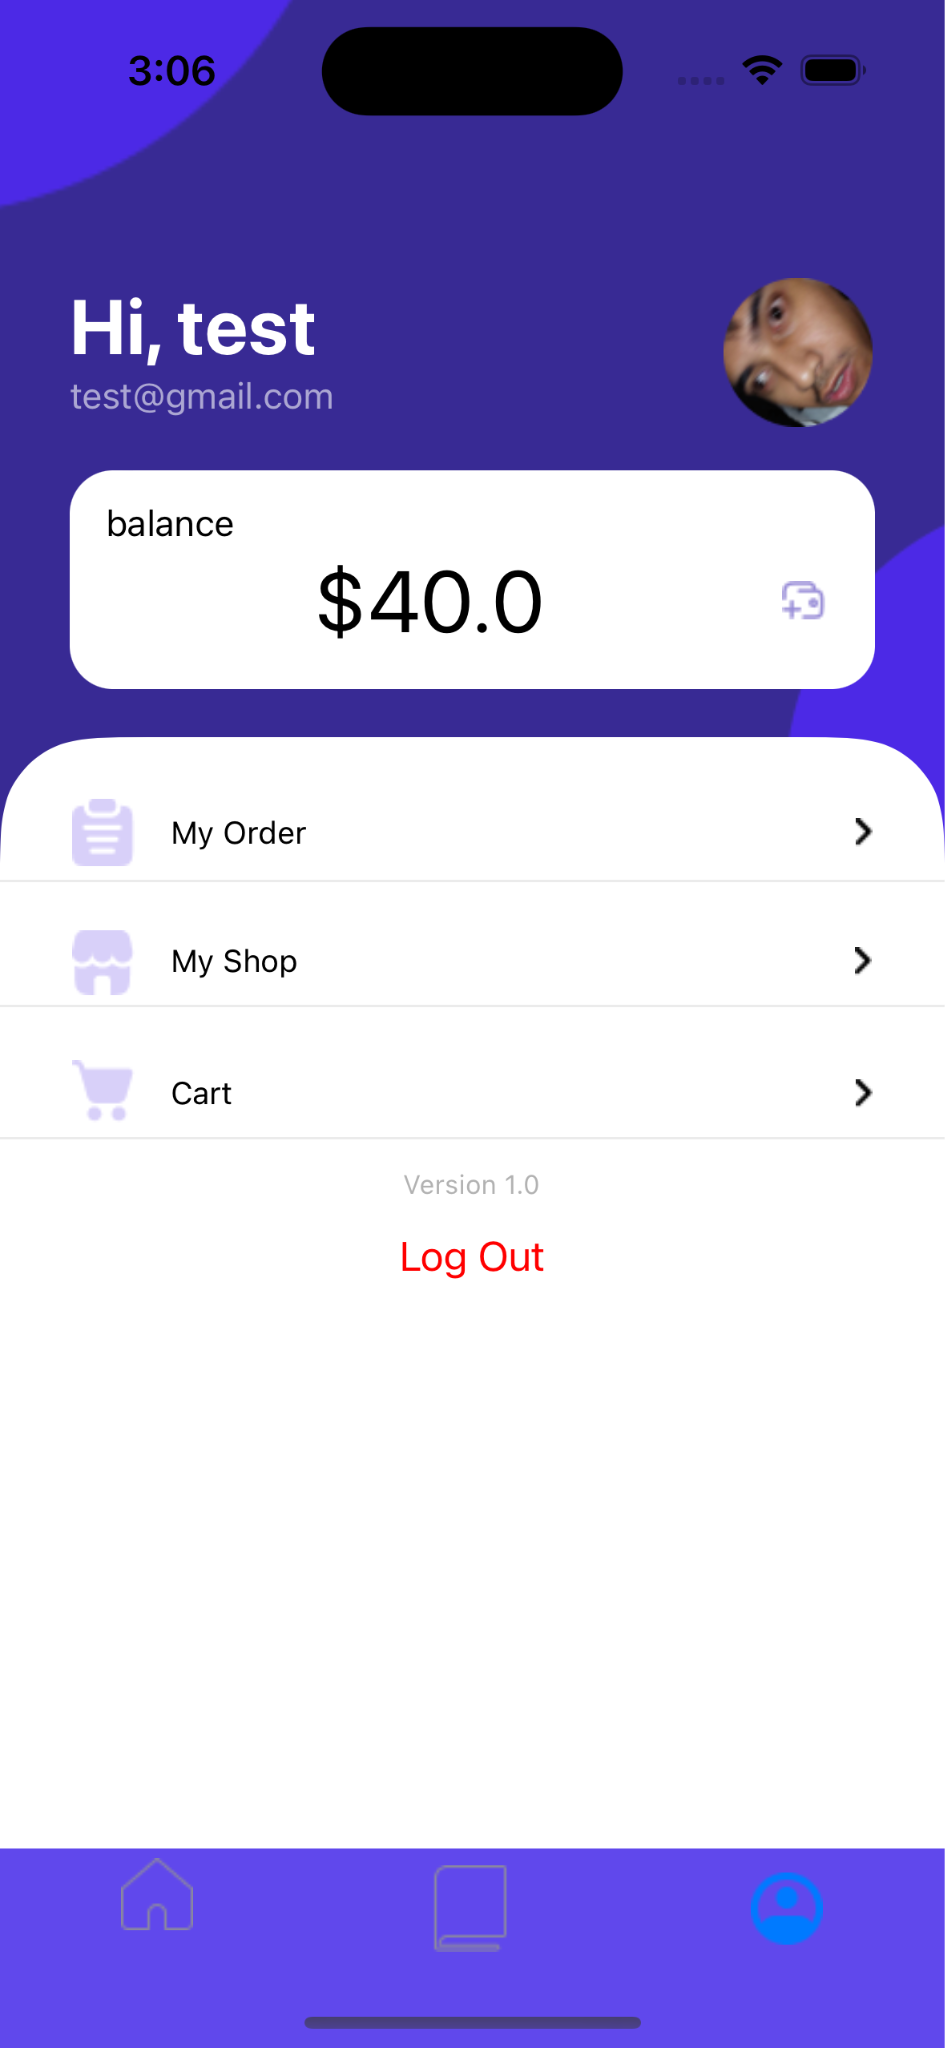 3:06
Hi, test
test@gmail.com
balance
$40.0
My Order
My Shop
Cart
Version 1.0
Log Out